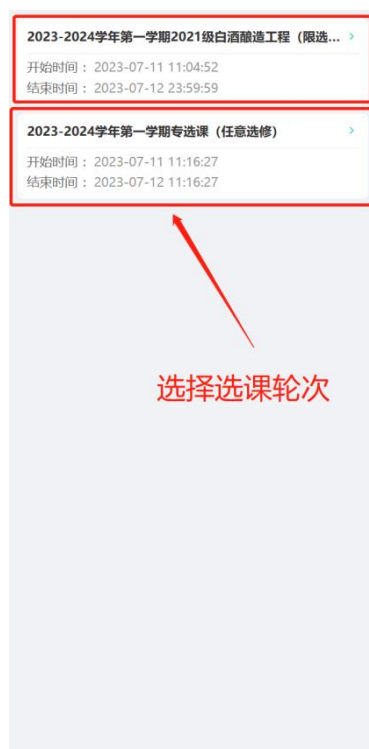 2023-2024学年第一学期2021级白酒酿造工程（限选...
开始时间： 2023-07-11 11:04:52
结束时间： 2023-07-12 23:59:59
2023-2024学年第一学期专选课（任意选修）
开始时间： 2023-07-11 11:16:27
结束时间： 2023-07-12 11:16:27
选择选课轮次